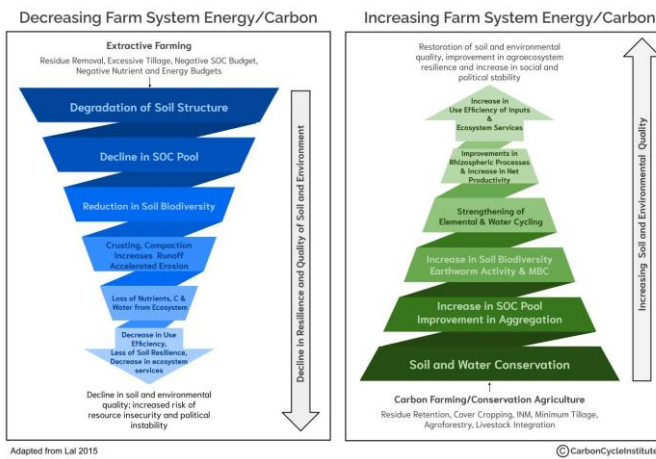 Decreasing Farm System Energy/Carbon
Extractive Farming
Residue Removal, Excessive Tillage, Negative SOC Budget,
Negative Nutrient and Energy Budgets
Degradation of Soil Structure
Decline in SOC Pool
Reduction in Soil Biodiversity
Crusting, Compaction
Increases Runoff
Accelerated Erosion
Loss of Nutrients, C &
Water from Ecosystem
Decrease in Use
Efficiency,
Loss of Soil Resilience,
Decrease in ecosystem
services
Decline in soil and environmental
quality; increased risk of
resource insecurity and political
instability
Decline in Resilience and Quality of Soil and Environment
Adapted from Lal 2015
Increasing Farm System Energy/Carbon
Restoration of soil and environmental
quality, improvement in agroecosystem
resilience and increase in social and
political stability
Increase in
Use Efficiency of Inputs
&
Ecosystem Services
Improvements in
Rhizospheric Processes
& Increase in Net
Productivity
Strengthening of
Elemental & Water Cycling
Increase in Soil Biodiversity
Earthworm Activity & MBC
Increase in SOC Pool
Improvement in Aggregation
Soil and Water Conservation
Carbon Farming/Conservation Agriculture
Residue Retention, Cover Cropping, INM, Minimum Tillage,
Agroforestry, Livestock Integration
Increasing Soil and Environmental Quality
© CarbonCycleInstitute